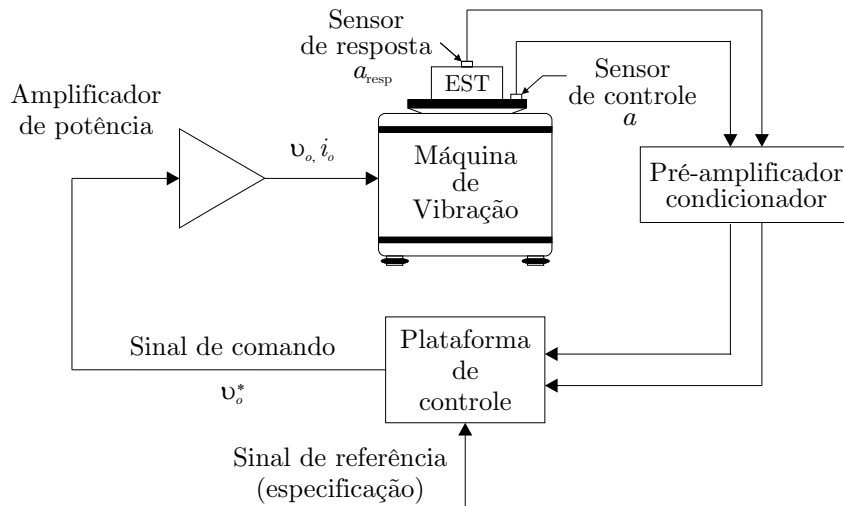 Sensor
de resposta
a_resp
EST
Sensor
de controle
a
Amplificador
de potência
υ_o, i_o
Máquina
de
Vibração
Pré-amplificador
condicionador
Sinal de comando
υ_o^*
Plataforma
de
controle
Sinal de referência
(especificação)